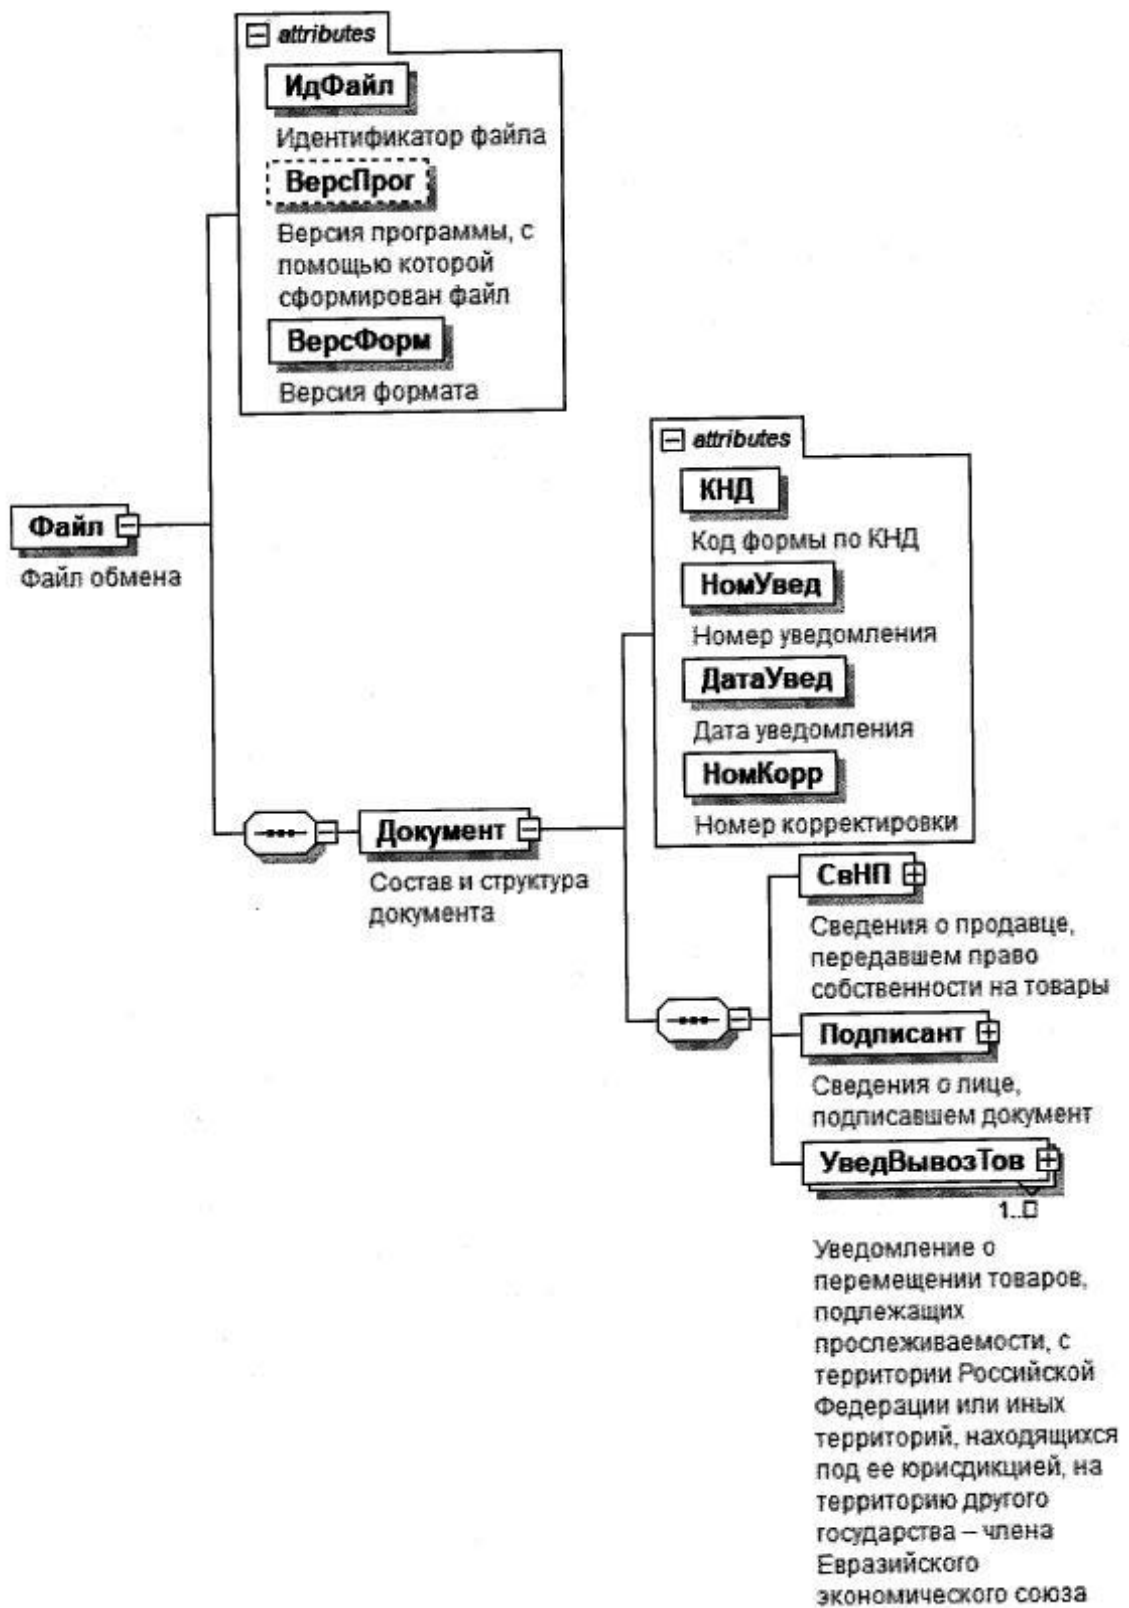 attributes
ИдФайл
Идентификатор файла
ВерсПрог
Версия программы, с
помощью которой
сформирован файл
ВерсФорм
Версия формата
Файл
Файл обмена
Документ
Состав и структура
документа
attributes
КНД
Код формы по КНД
НомУвед
Номер уведомления
ДатаУвед
Дата уведомления
НомКорр
Номер корректировки
СвНП
Сведения о продавце,
передавшем право
собственности на товары
Подписант
Сведения о лице,
подписавшем документ
УведВывозТов
1..□
Уведомление о
перемещении товаров,
подлежащих
прослеживаемости, с
территории Российской
Федерации или иных
территорий, находящихся
под ее юрисдикцией, на
территорию другого
государства – члена
Евразийского
экономического союза